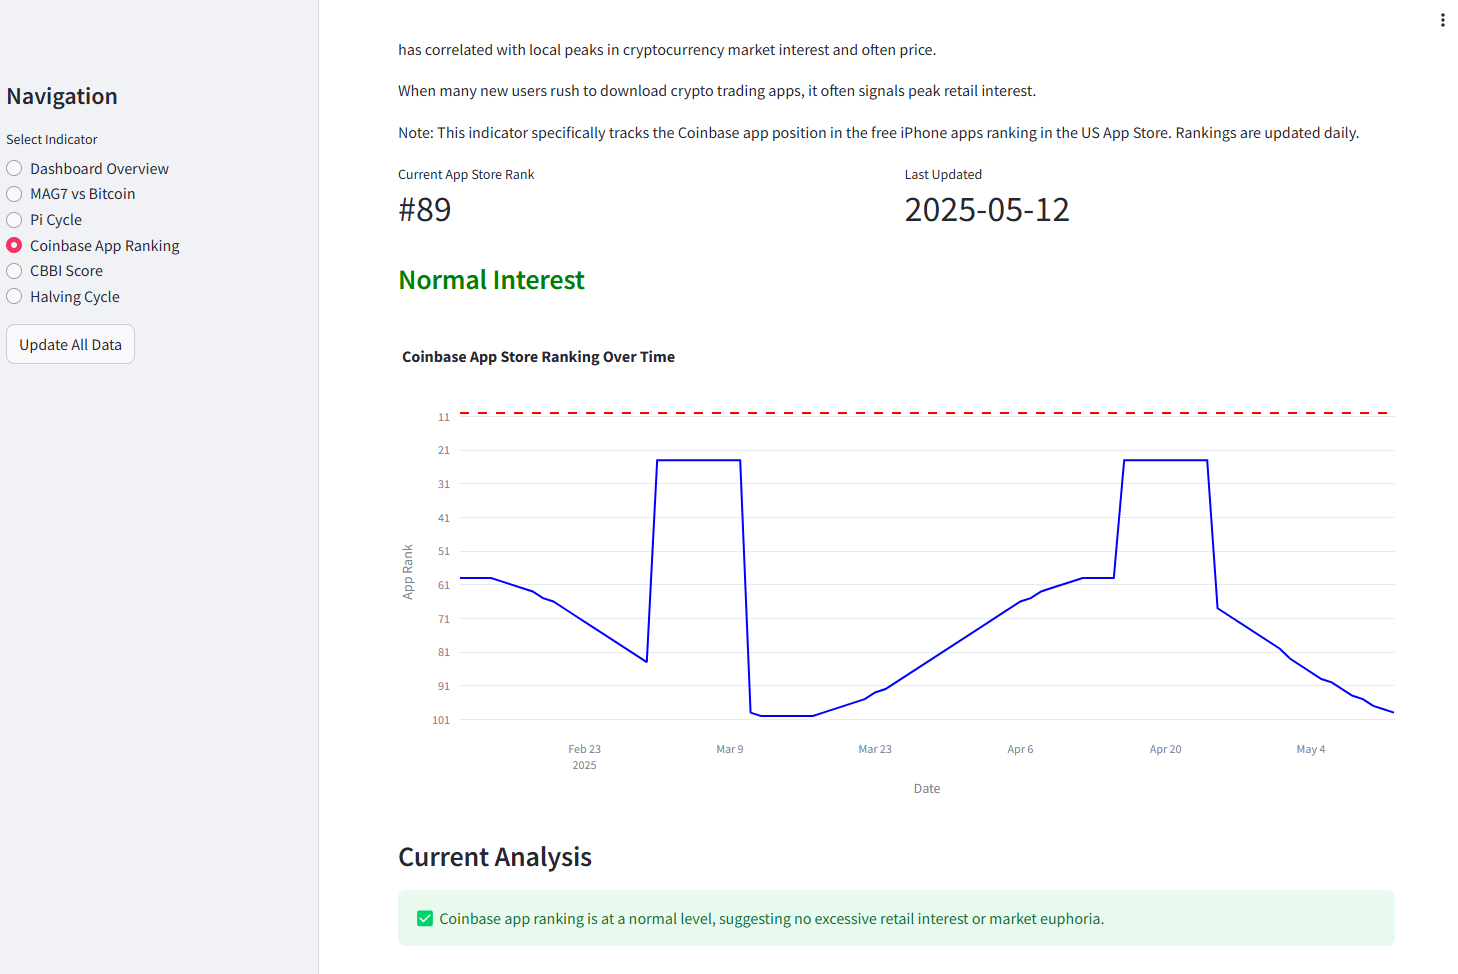 Navigation
Select Indicator
Dashboard Overview
MAG7 vs Bitcoin
Pi Cycle
Coinbase App Ranking
CBBI Score
Halving Cycle
Update All Data
has correlated with local peaks in cryptocurrency market interest and often price.
When many new users rush to download crypto trading apps, it often signals peak retail interest.
Note: This indicator specifically tracks the Coinbase app position in the free iPhone apps ranking in the US App Store. Rankings are updated daily.
Current App Store Rank
#89
Last Updated
2025-05-12
Normal Interest
Coinbase App Store Ranking Over Time
11
21
31
41
51
61
71
81
91
101
App Rank
Feb 23
2025
Mar 9
Mar 23
Apr 6
Apr 20
May 4
Date
Current Analysis
Coinbase app ranking is at a normal level, suggesting no excessive retail interest or market euphoria.